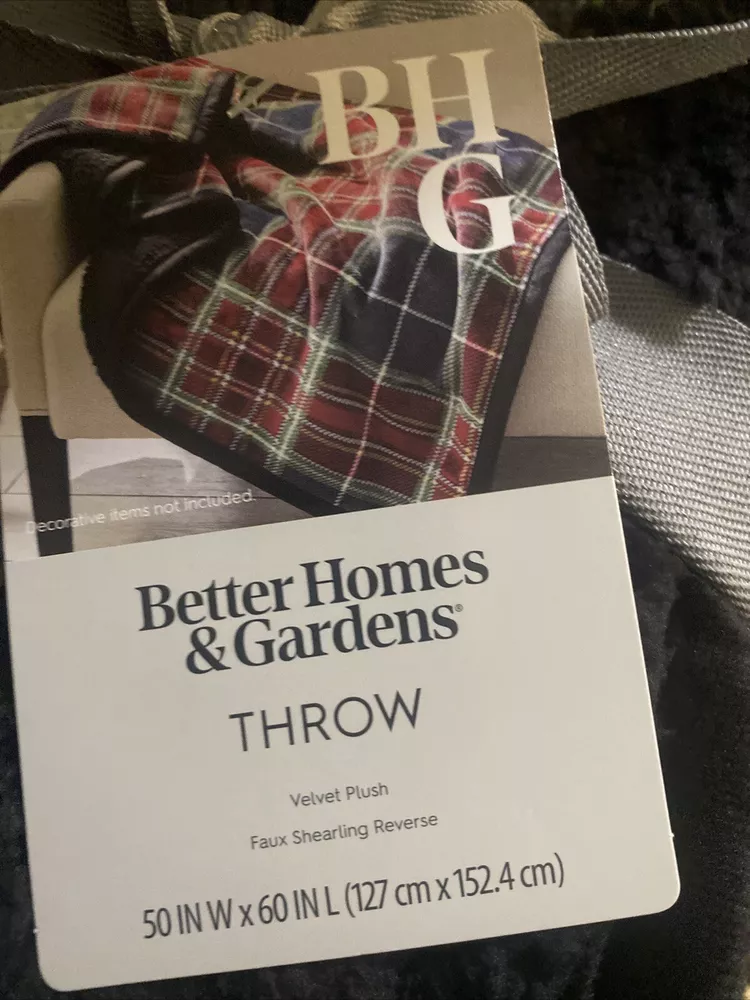 BH
G
Decorative items not included.
Better Homes
& Gardens®
THROW
Velvet Plush
Faux Shearling Reverse
50 IN W x 60 IN L (127 cm x 152.4 cm)